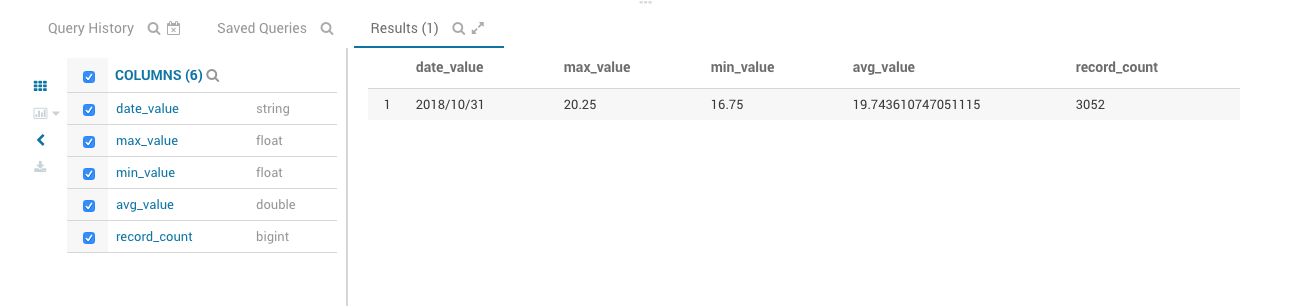 Query History Saved Queries Results (1)
COLUMNS (6)
date_value string
max_value float
min_value float
avg_value double
record_count bigint
date_value max_value min_value avg_value record_count
1 2018/10/31 20.25 16.75 19.743610747051115 3052